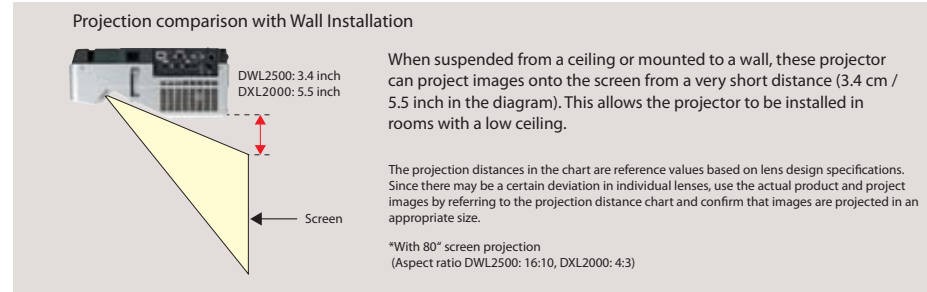 Projection comparison with Wall Installation
DWL2500: 3.4 inch
DXL2000: 5.5 inch
Screen
When suspended from a ceiling or mounted to a wall, these projector
can project images onto the screen from a very short distance (3.4 cm /
5.5 inch in the diagram). This allows the projector to be installed in
rooms with a low ceiling.
The projection distances in the chart are reference values based on lens design specifications.
Since there may be a certain deviation in individual lenses, use the actual product and project
images by referring to the projection distance chart and confirm that images are projected in an
appropriate size.
*With 80” screen projection
(Aspect ratio DWL2500: 16:10, DXL2000: 4:3)